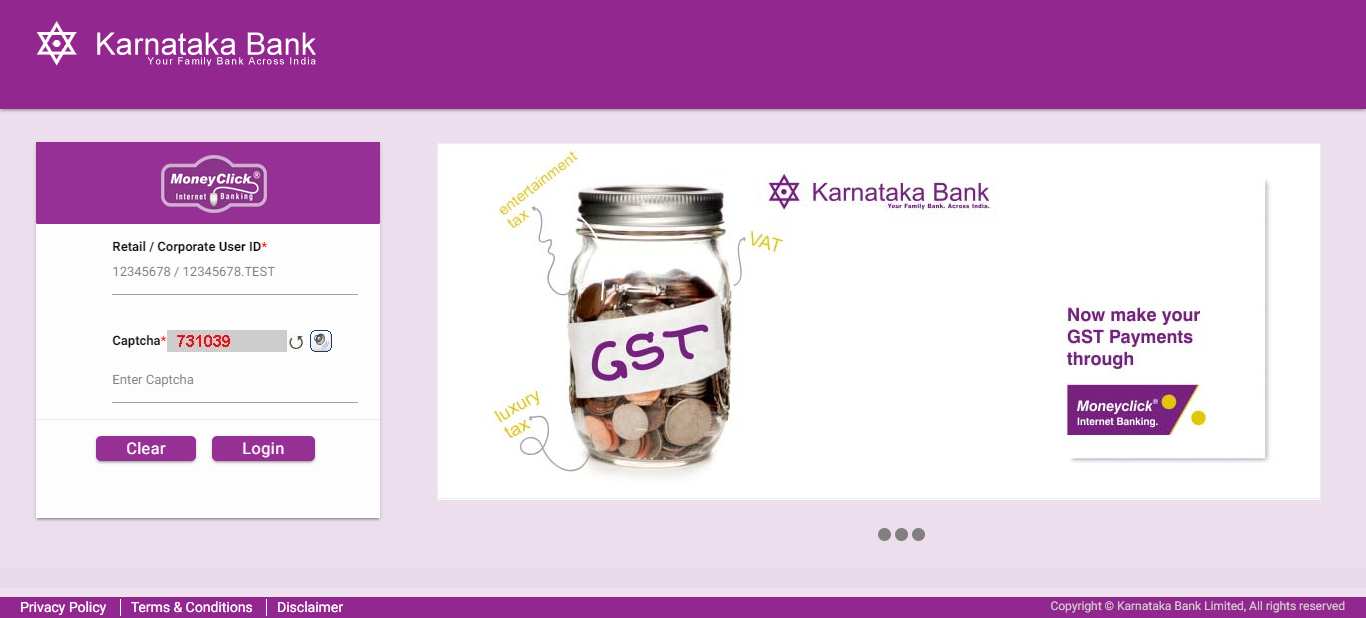 Karnataka Bank
Your Family Bank Across India
MoneyClick®
Internet Banking
Retail / Corporate User ID*
12345678 / 12345678.TEST
Captcha* 731039
Enter Captcha
Clear Login
entertainment
tax
VAT
GST
luxury
tax
Karnataka Bank
Your Family Bank. Across India.
Now make your
GST Payments
through
Moneyclick®
Internet Banking.
Privacy Policy Terms & Conditions Disclaimer
Copyright © Karnataka Bank Limited, All rights reserved